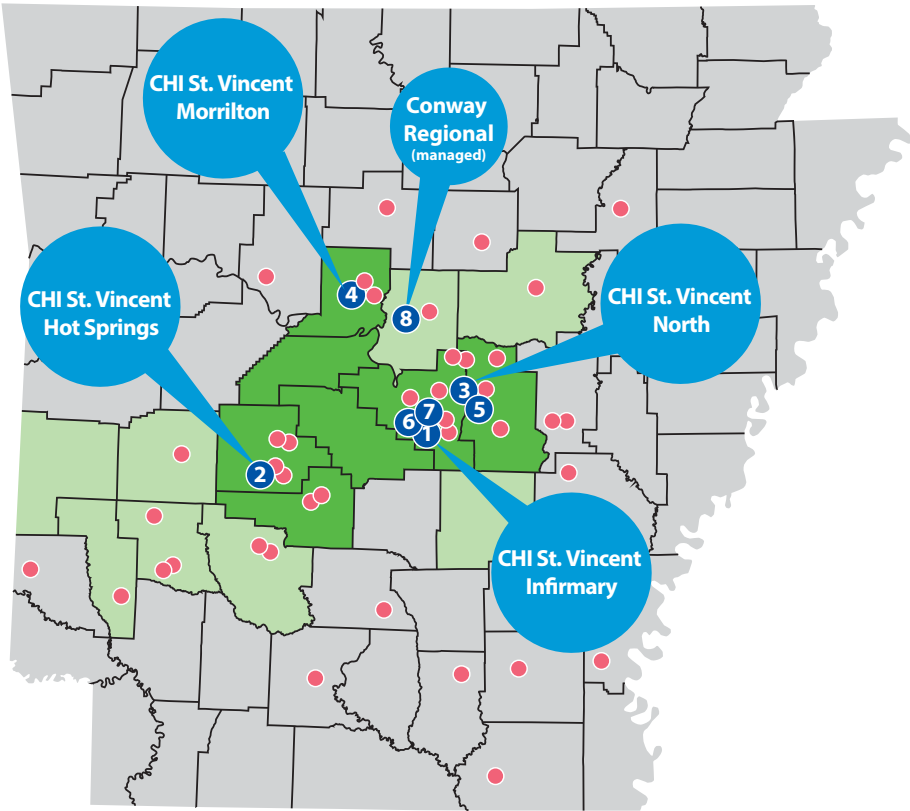 CHI St. Vincent
Morrilton
Conway
Regional
(managed)
CHI St. Vincent
Hot Springs
CHI St. Vincent
North
4
8
3
7
5
6
1
2
CHI St. Vincent
Infirmary